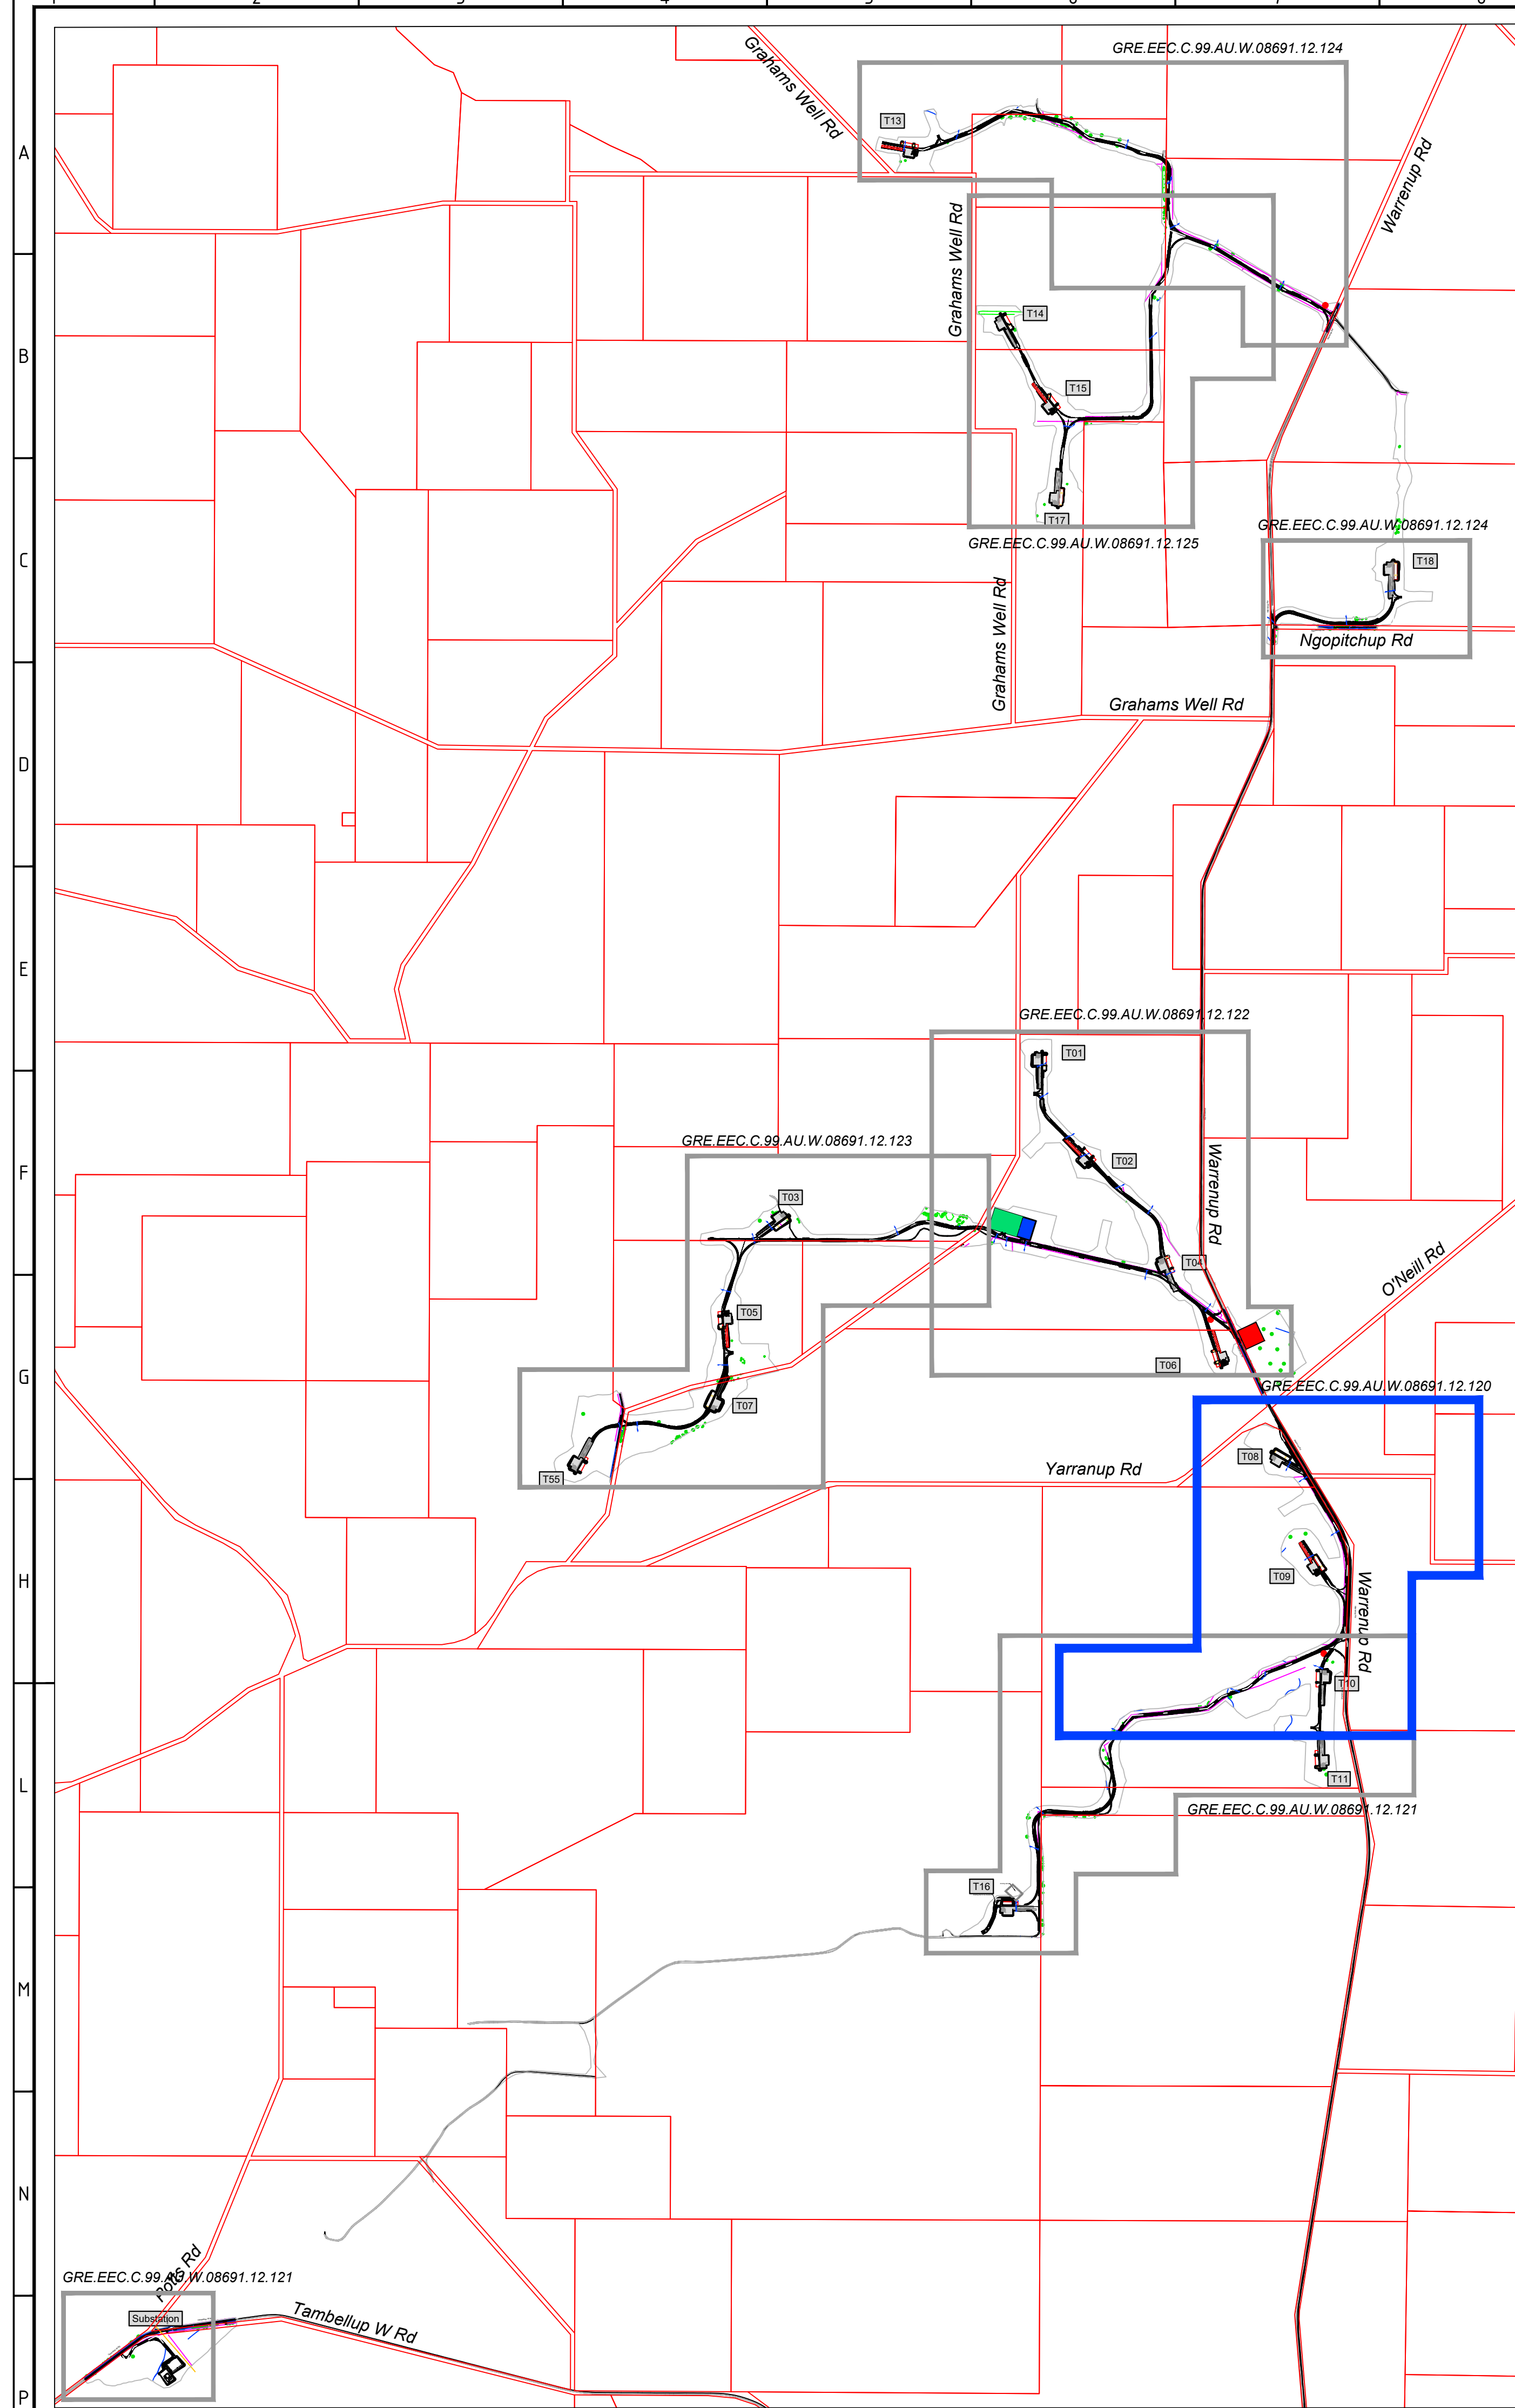 GRE.EEC.C.99.AU.W.08691.12.124
Grahams Well Rd
T13
A
Warrenup Rd
Grahams Well Rd
T14
B
T15
T17
GRE.EEC.C.99.AU.W.08691.12.124
GRE.EEC.C.99.AU.W.08691.12.125
C
T18
Grahams Well Rd
Ngopitchup Rd
Grahams Well Rd
D
E
GRE.EEC.C.99.AU.W.08691.12.122
T01
GRE.EEC.C.99.AU.W.08691.12.123
T02
F
Warrenup Rd
T03
T04
O'Neill Rd
T05
T06
G
GRE.EEC.C.99.AU.W.08691.12.120
T07
T08
Yarranup Rd
T55
T09
H
Warrenup Rd
T10
T11
L
GRE.EEC.C.99.AU.W.08691.12.121
T16
M
N
Potts Rd
GRE.EEC.C.99.AU.W.08691.12.121
Substation
Tambellup W Rd
P